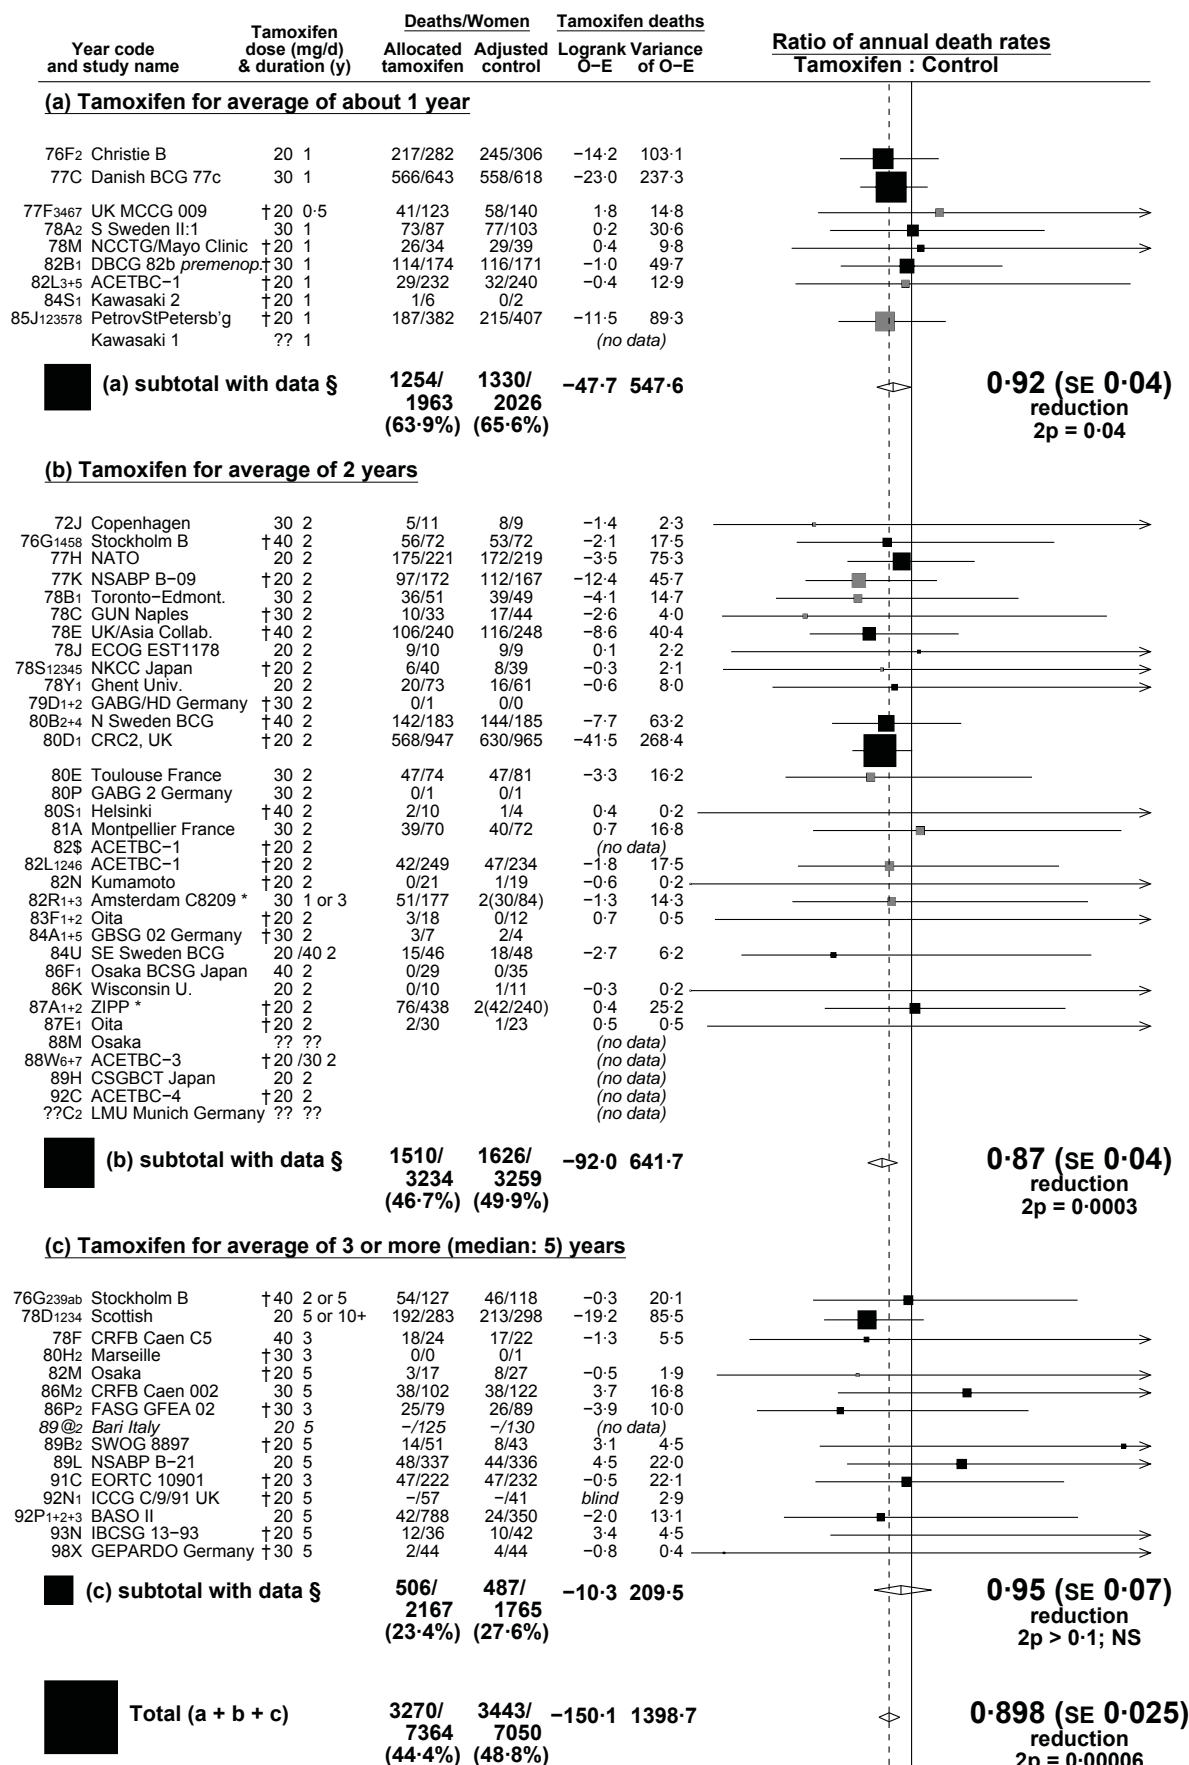 Year code and study name Tamoxifen dose (mg/d) & duration (y) Deaths/Women Allocated tamoxifen Adjusted control Tamoxifen deaths Logrank O−E Variance of O−E Ratio of annual death rates Tamoxifen : Control
(a) Tamoxifen for average of about 1 year
76F2 Christie B 20 1 217/282 245/306 −14·2 103·1
77C Danish BCG 77c 30 1 566/643 558/618 −23·0 237·3
77F3467 UK MCCG 009 †20 0·5 41/123 58/140 1·8 14·8
78A2 S Sweden II:1 30 1 73/87 77/103 0·2 30·6
78M NCCTG/Mayo Clinic †20 1 26/34 29/39 0·4 9·8
82B1 DBCG 82b premenop. †30 1 114/174 116/171 −1·0 49·7
82L3+5 ACETBC−1 †20 1 29/232 32/240 −0·4 12·9
84S1 Kawasaki 2 †20 1 1/6 0/2
85J123578 PetrovStPetersb'g †20 1 187/382 215/407 −11·5 89·3
Kawasaki 1 ?? 1 (no data)
(a) subtotal with data § 1254/ 1330/ −47·7 547·6 0·92 (SE 0·04)
1963 2026 reduction
(63·9%) (65·6%) 2p = 0·04
(b) Tamoxifen for average of 2 years
72J Copenhagen 30 2 5/11 8/9 −1·4 2·3
76G1458 Stockholm B †40 2 56/72 53/72 −2·1 17·5
77H NATO 20 2 175/221 172/219 −3·5 75·3
77K NSABP B−09 †20 2 97/172 112/167 −12·4 45·7
78B1 Toronto−Edmont. 30 2 36/51 39/49 −4·1 14·7
78C GUN Naples †30 2 10/33 17/44 −2·6 4·0
78E UK/Asia Collab. †40 2 106/240 116/248 −8·6 40·4
78J ECOG EST1178 20 2 9/10 9/9 0·1 2·2
78S12345 NKCC Japan †20 2 6/40 8/39 −0·3 2·1
78Y1 Ghent Univ. 20 2 20/73 16/61 −0·6 8·0
79D1+2 GABG/HD Germany †30 2 0/1 0/0
80B2+4 N Sweden BCG †40 2 142/183 144/185 −7·7 63·2
80D1 CRC2, UK †20 2 568/947 630/965 −41·5 268·4
80E Toulouse France 30 2 47/74 47/81 −3·3 16·2
80P GABG 2 Germany 30 2 0/1 0/1
80S1 Helsinki †40 2 2/10 1/4 0·4 0·2
81A Montpellier France 30 2 39/70 40/72 0·7 16·8
82$ ACETBC−1 †20 2 (no data)
82L1246 ACETBC−1 †20 2 42/249 47/234 −1·8 17·5
82N Kumamoto †20 2 0/21 1/19 −0·6 0·2
82R1+3 Amsterdam C8209 * 30 1 or 3 51/177 2(30/84) −1·3 14·3
83F1+2 Oita †20 2 3/18 0/12 0·7 0·5
84A1+5 GBSG 02 Germany †30 2 3/7 2/4
84U SE Sweden BCG 20 /40 2 15/46 18/48 −2·7 6·2
86F1 Osaka BCSG Japan 40 2 0/29 0/35
86K Wisconsin U. 20 2 0/10 1/11 −0·3 0·2
87A1+2 ZIPP * †20 2 76/438 2(42/240) 0·4 25·2
87E1 Oita †20 2 2/30 1/23 0·5 0·5
88M Osaka ?? ?? (no data)
88W6+7 ACETBC−3 †20 /30 2 (no data)
89H CSGBCT Japan 20 2 (no data)
92C ACETBC−4 †20 2 (no data)
??C2 LMU Munich Germany ?? ?? (no data)
(b) subtotal with data § 1510/ 1626/ −92·0 641·7 0·87 (SE 0·04)
3234 3259 reduction
(46·7%) (49·9%) 2p = 0·0003
(c) Tamoxifen for average of 3 or more (median: 5) years
76G239ab Stockholm B †40 2 or 5 54/127 46/118 −0·3 20·1
78D1234 Scottish 20 5 or 10+ 192/283 213/298 −19·2 85·5
78F CRFB Caen C5 40 3 18/24 17/22 −1·3 5·5
80H2 Marseille †30 3 0/0 0/1
82M Osaka †20 5 3/17 8/27 −0·5 1·9
86M2 CRFB Caen 002 30 5 38/102 38/122 3·7 16·8
86P2 FASG GFEA 02 †30 3 25/79 26/89 −3·9 10·0
89@2 Bari Italy 20 5 −/125 −/130 (no data)
89B2 SWOG 8897 †20 5 14/51 8/43 3·1 4·5
89L NSABP B−21 20 5 48/337 44/336 4·5 22·0
91C EORTC 10901 †20 3 47/222 47/232 −0·5 22·1
92N1 ICCG C/9/91 UK †20 5 −/57 −/41 blind 2·9
92P1+2+3 BASO II 20 5 42/788 24/350 −2·0 13·1
93N IBCSG 13−93 †20 5 12/36 10/42 3·4 4·5
98X GEPARDO Germany †30 5 2/44 4/44 −0·8 0·4
(c) subtotal with data § 506/ 487/ −10·3 209·5 0·95 (SE 0·07)
2167 1765 reduction
(23·4%) (27·6%) 2p > 0·1; NS
Total (a + b + c) 3270/ 3443/ −150·1 1398·7 0·898 (SE 0·025)
7364 7050 reduction
(44·4%) (48·8%) 2p = 0·00006